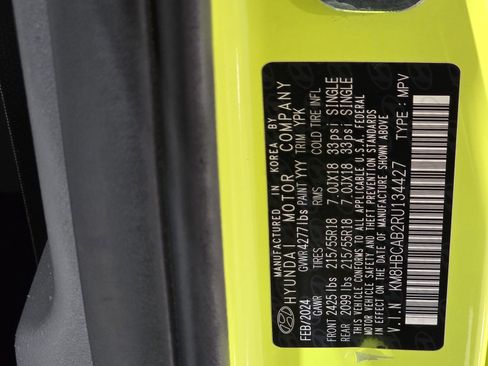 MANUFACTURED IN KOREA BY
HYUNDAI MOTOR COMPANY
FEB/2024 GVWR 4277 lbs PAINT YYY TRIM YPK
GAWR TIRES RIMS COLD TIRE INFL
FRONT 2425 lbs 215/55R18 7.0JX18 33psi SINGLE
REAR 2099 lbs 215/55R18 7.0JX18 33psi SINGLE
THIS VEHICLE CONFORMS TO ALL APPLICABLE U.S.A. FEDERAL
MOTOR VEHICLE SAFETY AND THEFT PREVENTION STANDARDS
IN EFFECT ON THE DATE OF MANUFACTURE SHOWN ABOVE
V.I.N KM8HBCAB2RU134427 TYPE: MPV